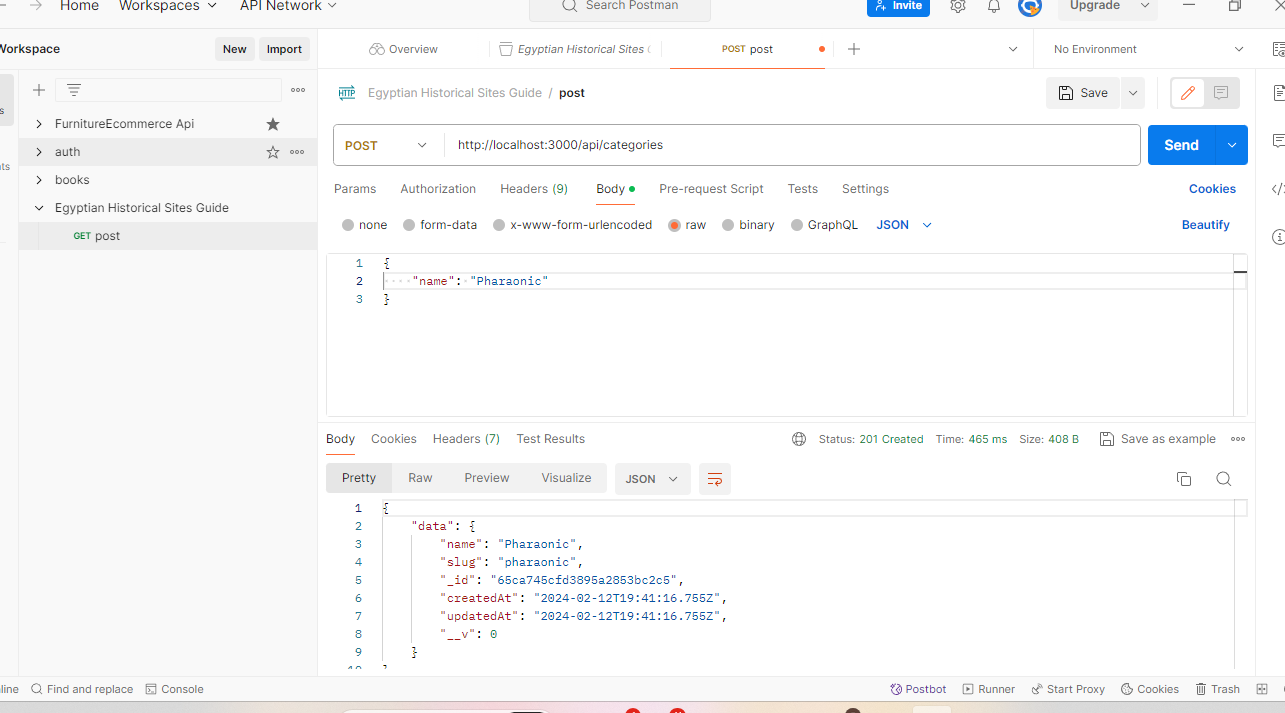 Home Workspaces API Network Search Postman Invite Upgrade
Workspace New Import Overview Egyptian Historical Sites POST post No Environment
Egyptian Historical Sites Guide / post Save
FurnitureEcommerce Api
auth
books
Egyptian Historical Sites Guide
GET post
POST http://localhost:3000/api/categories Send
Params Authorization Headers (9) Body Pre-request Script Tests Settings Cookies
none form-data x-www-form-urlencoded raw binary GraphQL JSON Beautify
1 {
2 "name": "Pharaonic"
3 }
Body Cookies Headers (7) Test Results Status: 201 Created Time: 465 ms Size: 408 B Save as example
Pretty Raw Preview Visualize JSON
1 {
2 "data": {
3 "name": "Pharaonic",
4 "slug": "pharaonic",
5 "_id": "65ca745cfd3895a2853bc2c5",
6 "createdAt": "2024-02-12T19:41:16.755Z",
7 "updatedAt": "2024-02-12T19:41:16.755Z",
8 "__v": 0
9 }
Find and replace Console Postbot Runner Start Proxy Cookies Trash